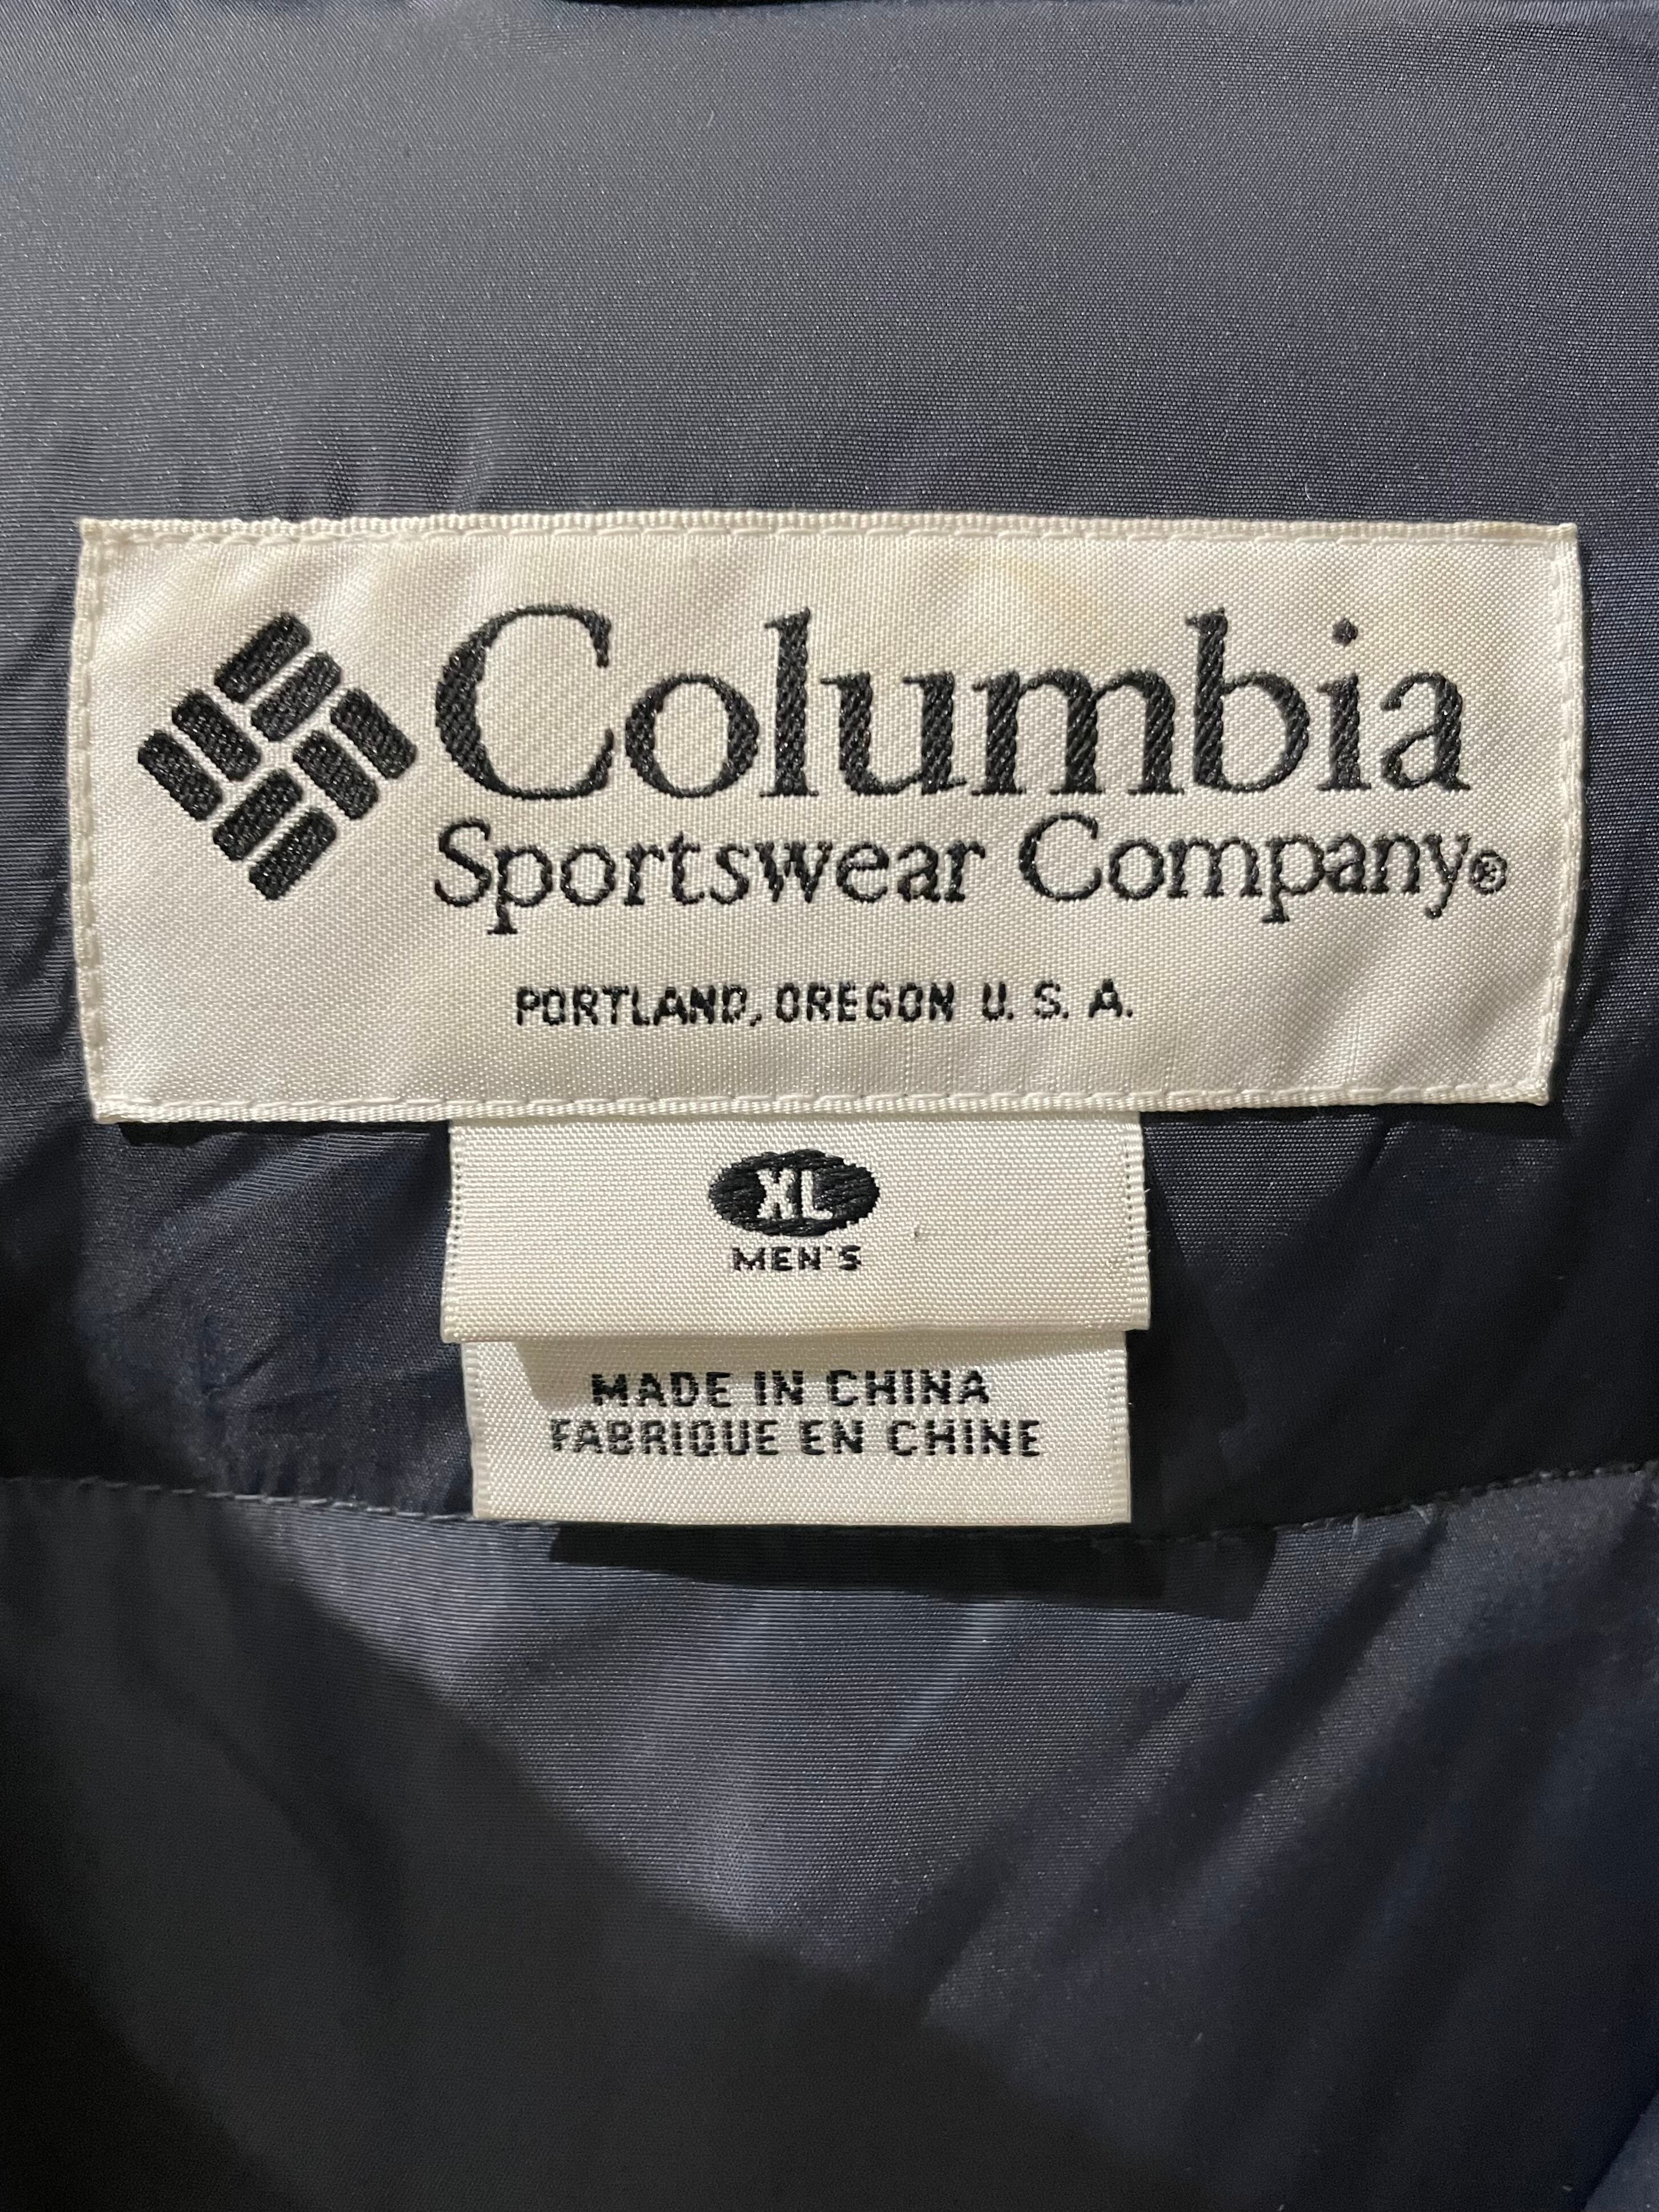 Columbia
Sportswear Company®
PORTLAND, OREGON U. S. A.
XL
MEN'S
MADE IN CHINA
FABRIQUE EN CHINE